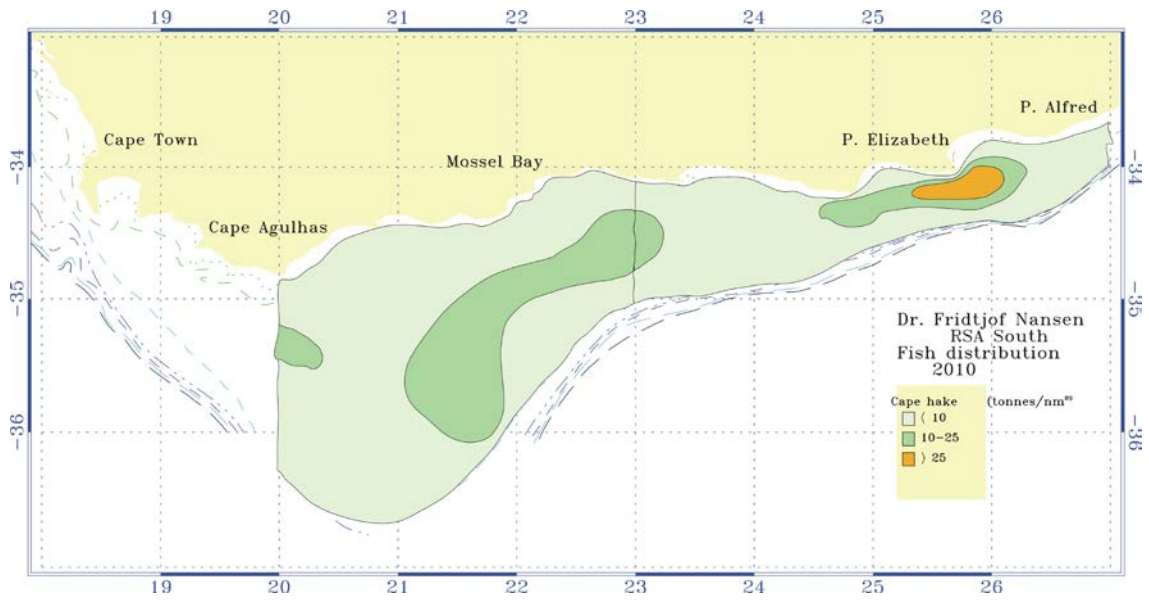 19 20 21 22 23 24 25 26
P. Alfred
Cape Town
P. Elizabeth
Mossel Bay
-34 -34
Cape Agulhas
-35 -35
Dr. Fridtjof Nansen
RSA South
Fish distribution
2010
Cape hake (tonnes/nm
⟨ 10
10-25
⟩ 25
-36 -36
19 20 21 22 23 24 25 26